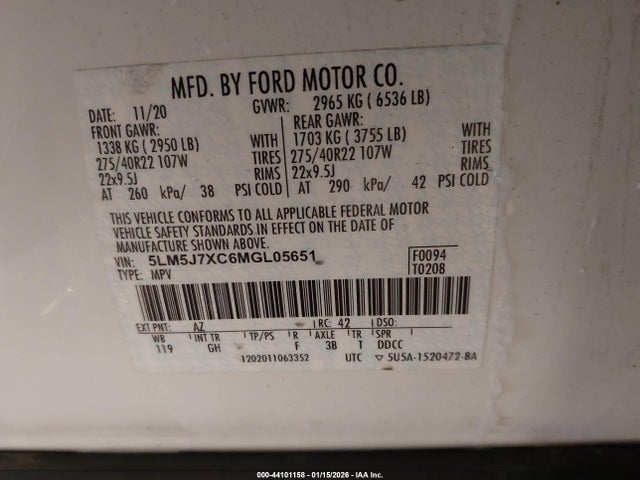 MFD. BY FORD MOTOR CO.
DATE: 11/20 GVWR: 2965 KG ( 6536 LB)
FRONT GAWR: REAR GAWR:
1338 KG ( 2950 LB) WITH 1703 KG ( 3755 LB) WITH
275/40R22 107W TIRES 275/40R22 107W TIRES
22x9.5J RIMS 22x9.5J RIMS
AT 260 kPa/ 38 PSI COLD AT 290 kPa/ 42 PSI COLD
THIS VEHICLE CONFORMS TO ALL APPLICABLE FEDERAL MOTOR
VEHICLE SAFETY STANDARDS IN EFFECT ON THE DATE OF
MANUFACTURE SHOWN ABOVE.
VIN: 5LM5J7XC6MGL05651 F0094
TYPE: MPV T0208
EXT PNT: AZ RC: 42 DSO:
WB INT TR TP/PS R AXLE TR SPR
119 GH F 3B T DDCC
1202011063352 UTC ▽ 5U5A-1520472-BA
000-44101158 - 01/15/2026 - IAA Inc.